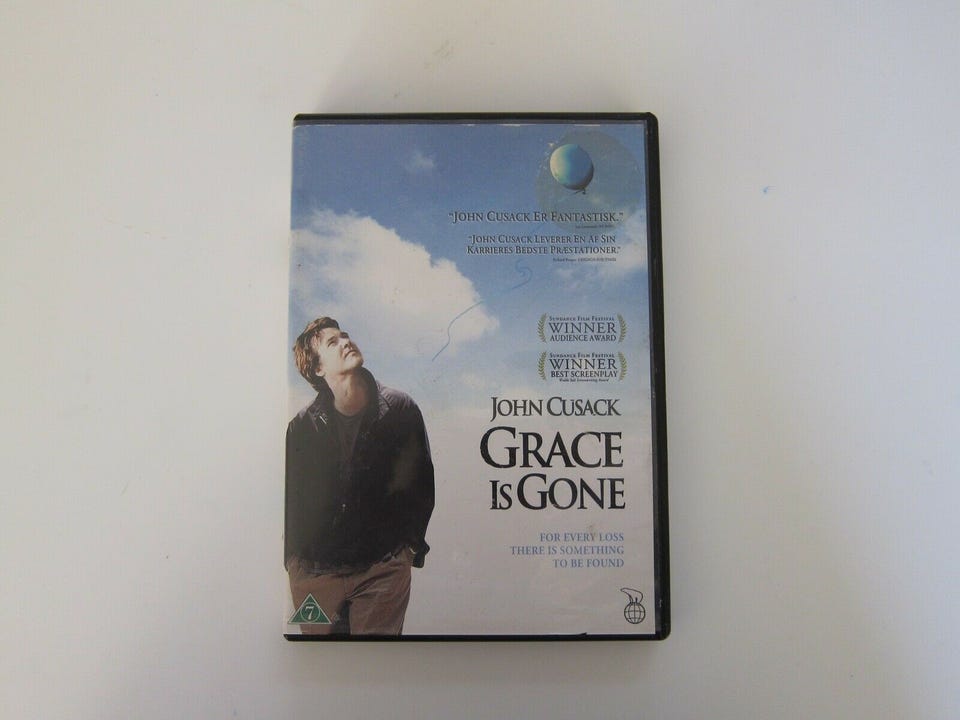 "JOHN CUSACK ER FANTASTISK."
"JOHN CUSACK LEVERER EN AF SIN
KARRIERES BEDSTE PRÆSTATIONER."
SUNDANCE FILM FESTIVAL
WINNER
AUDIENCE AWARD
SUNDANCE FILM FESTIVAL
WINNER
BEST SCREENPLAY
JOHN CUSACK
GRACE
IS GONE
FOR EVERY LOSS
THERE IS SOMETHING
TO BE FOUND
7